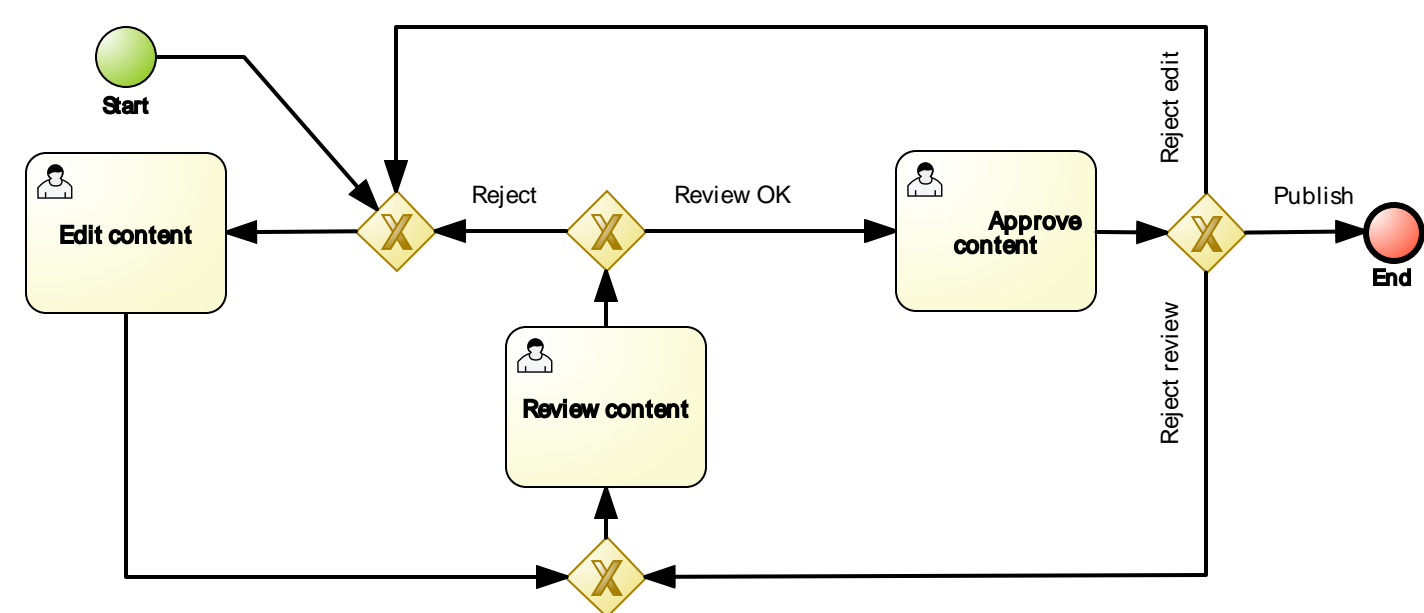 Start
Reject edit
Edit content
Reject
Review OK
Approve
content
Publish
End
Review content
Reject review